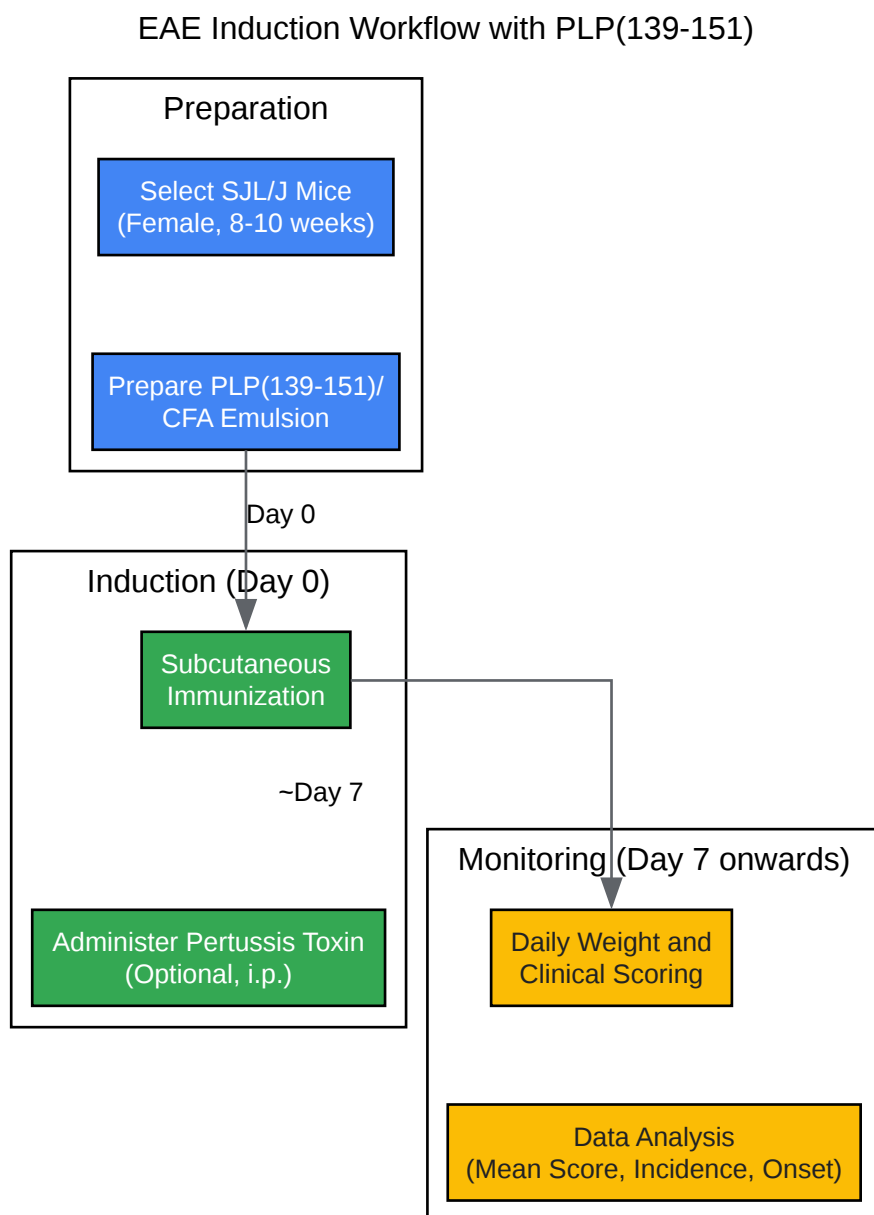 EAE Induction Workflow with PLP(139-151)
Preparation
Select SJL/J Mice
(Female, 8-10 weeks)
Prepare PLP(139-151)/
CFA Emulsion
Day 0
Induction (Day 0)
Subcutaneous
Immunization
~Day 7
Administer Pertussis Toxin
(Optional, i.p.)
Monitoring (Day 7 onwards)
Daily Weight and
Clinical Scoring
Data Analysis
(Mean Score, Incidence, Onset)